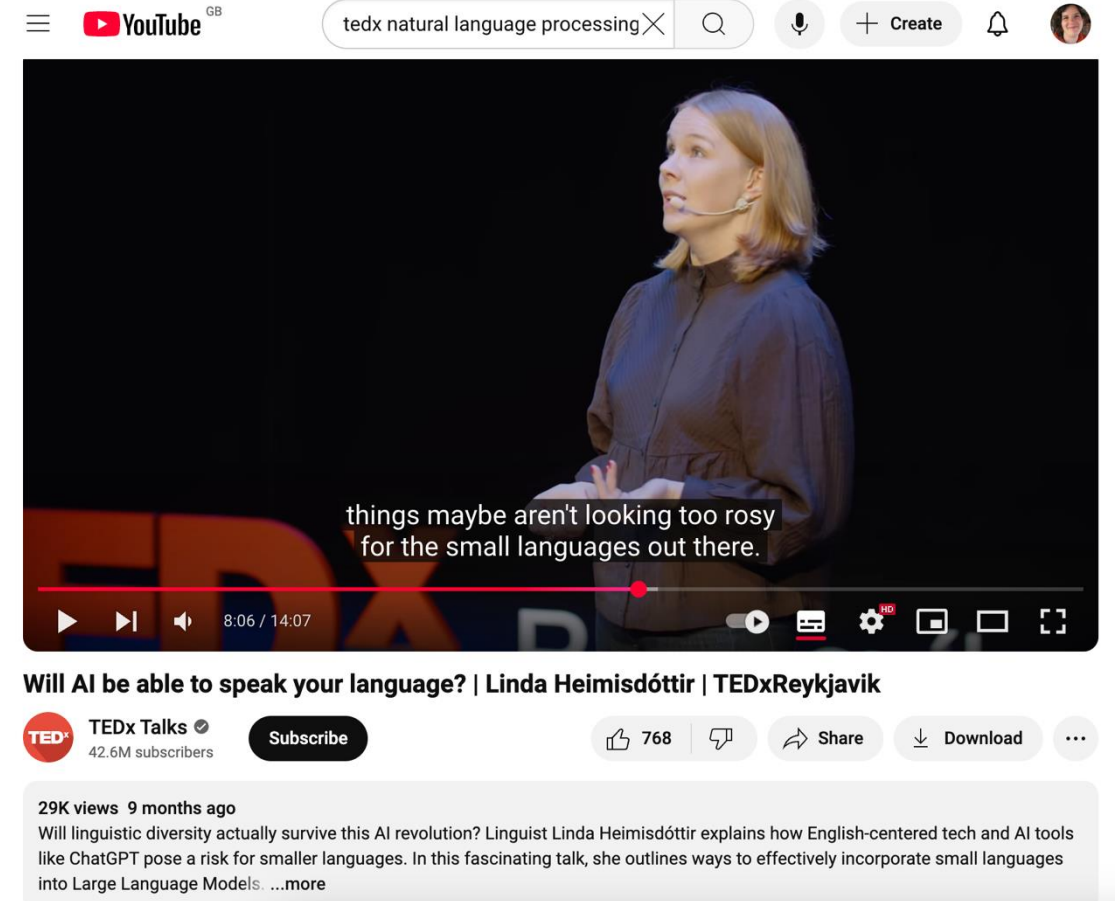 YouTube GB
tedx natural language processing
Create
things maybe aren't looking too rosy
for the small languages out there.
EDx
8:06 / 14:07
HD
Will AI be able to speak your language? | Linda Heimisdóttir | TEDxReykjavik
TEDx
TEDx Talks
42.6M subscribers
Subscribe
768
Share
Download
29K views 9 months ago
Will linguistic diversity actually survive this AI revolution? Linguist Linda Heimisdóttir explains how English-centered tech and AI tools
like ChatGPT pose a risk for smaller languages. In this fascinating talk, she outlines ways to effectively incorporate small languages
into Large Language Models. ...more